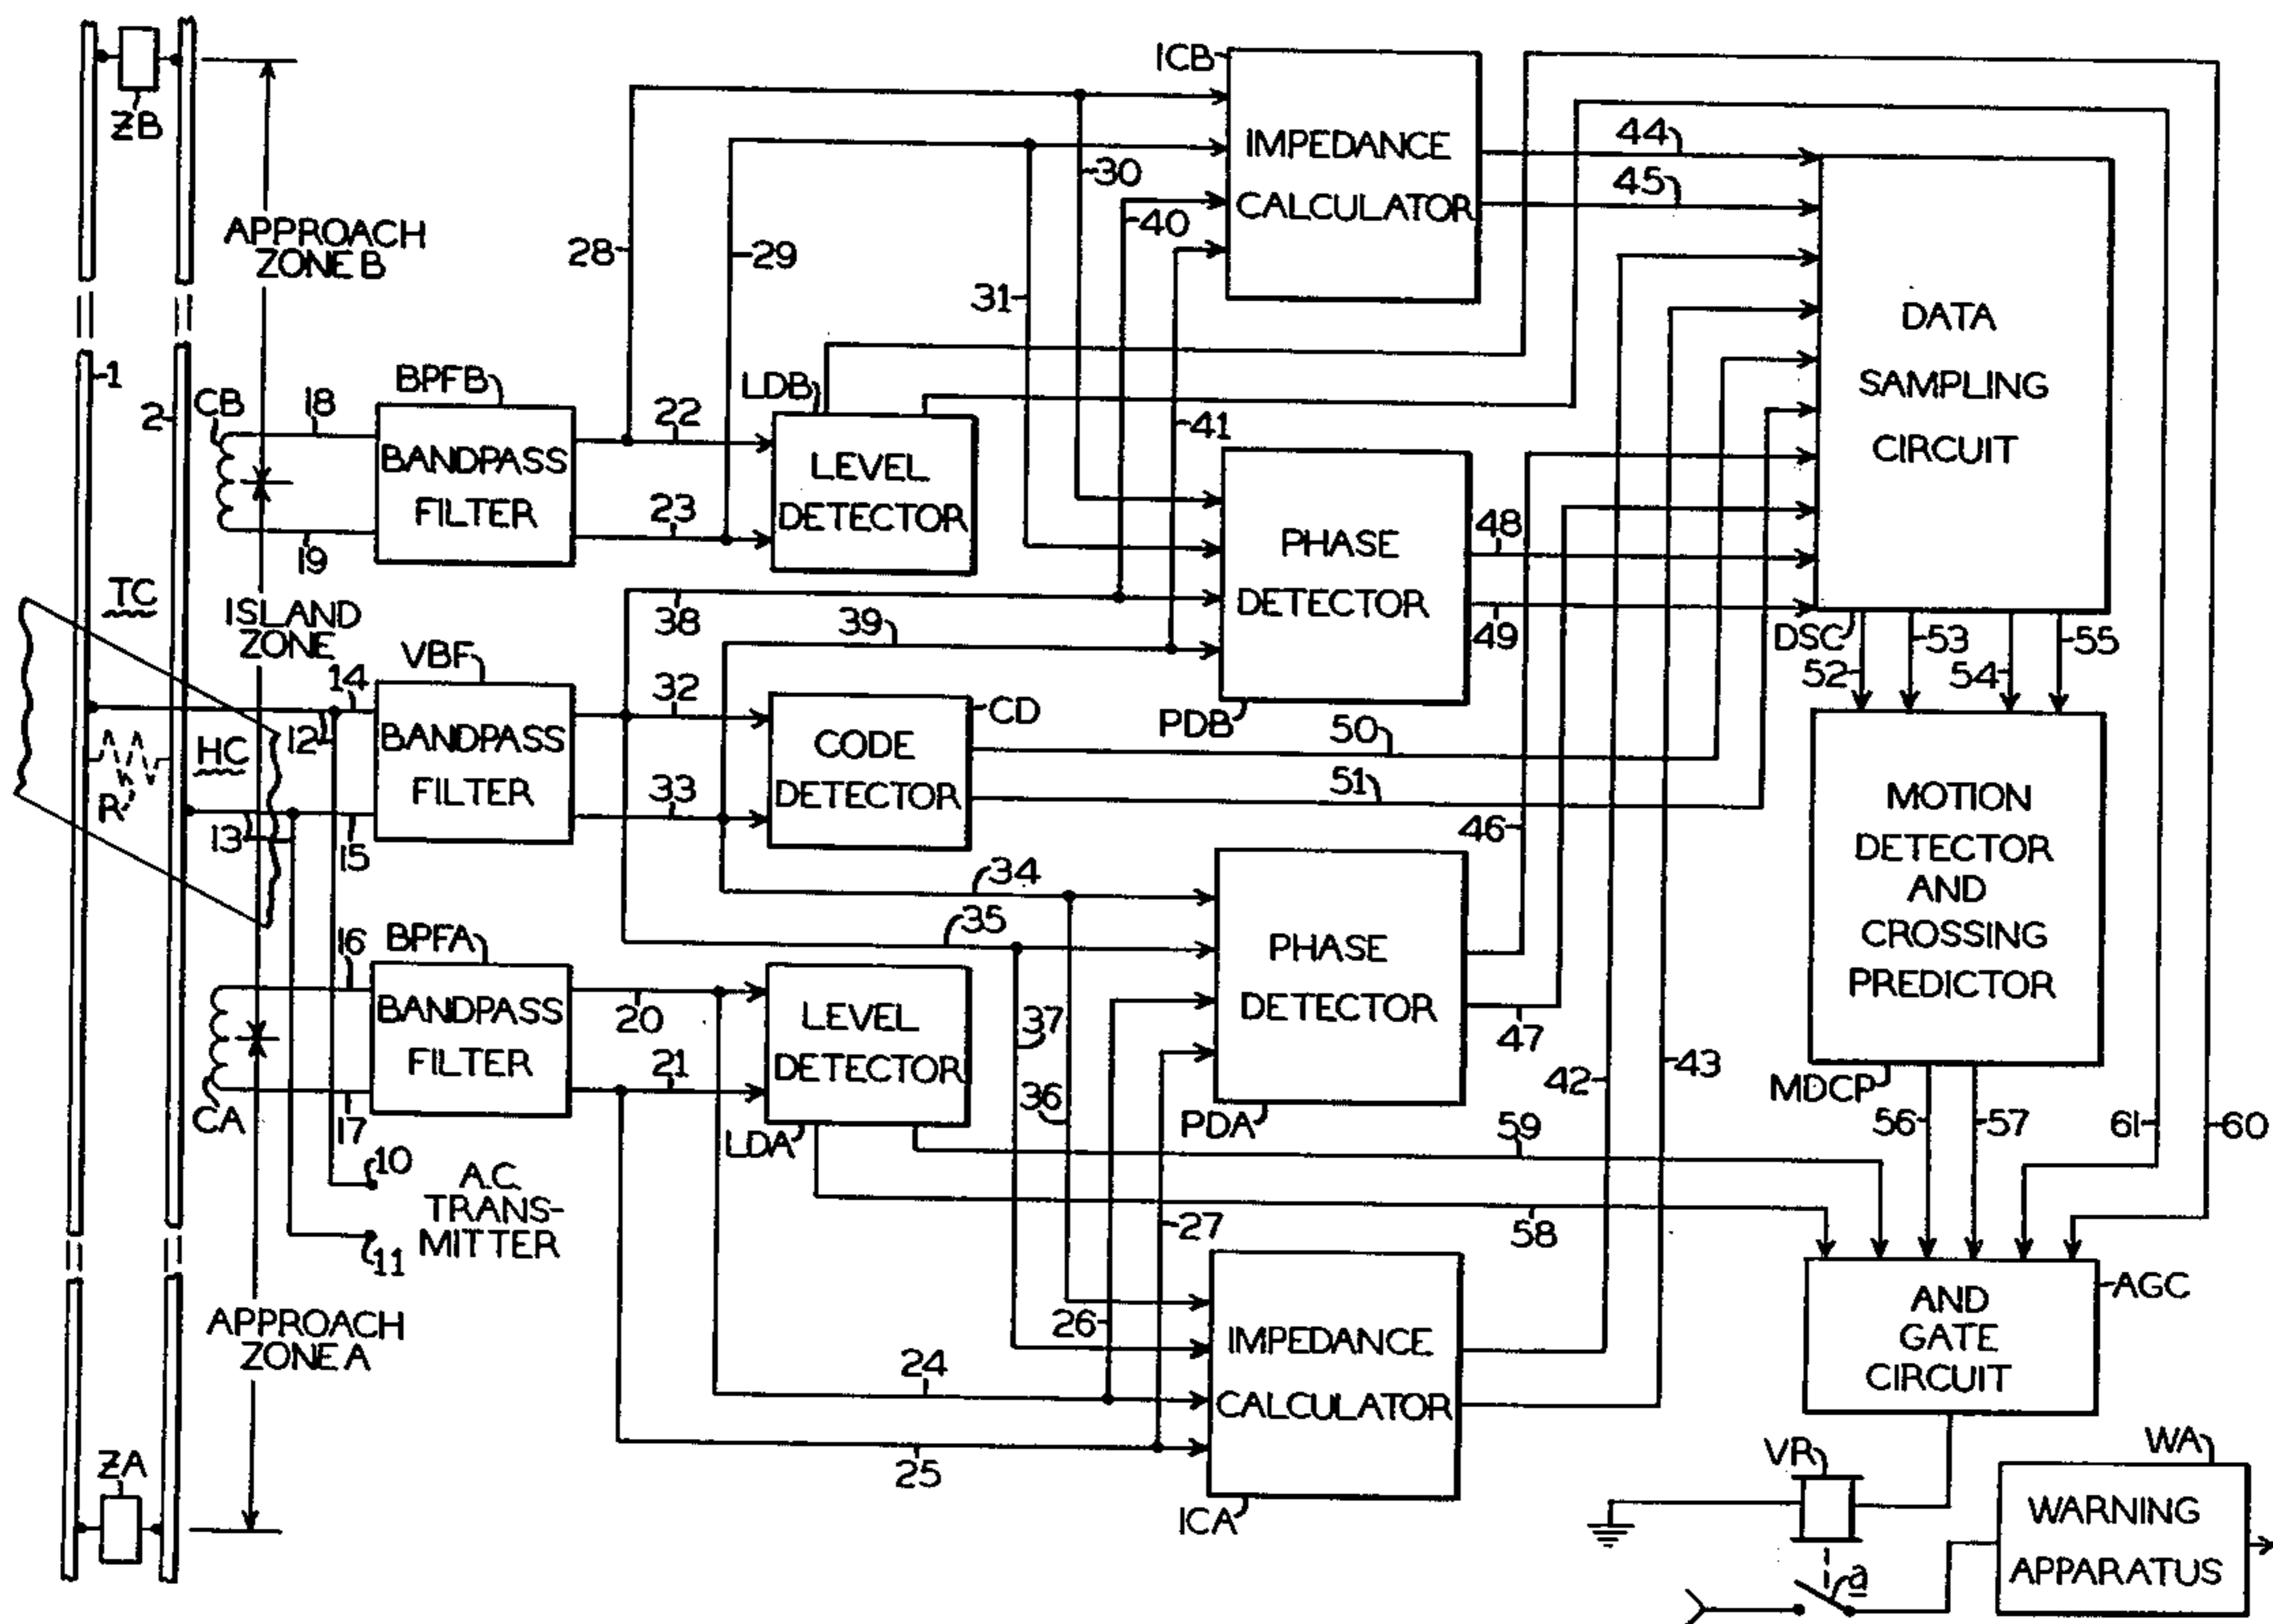 ZB
APPROACH
ZONE B
1
2
CB
18
19
BPFB
BANDPASS
FILTER
28
29
22
23
LDB
LEVEL
DETECTOR
ICB
IMPEDANCE
CALCULATOR
30
31
40
41
44
45
DATA
SAMPLING
CIRCUIT
PHASE
DETECTOR
PDB
48
49
DSC
52
53
54
55
TC
ISLAND
ZONE
14
12
HC
R
13
15
VBF
BANDPASS
FILTER
38
39
32
33
CODE
DETECTOR
CD
50
51
46
47
42
43
MOTION
DETECTOR
AND
CROSSING
PREDICTOR
MDCP
56
57
61
60
34
35
37
36
PHASE
DETECTOR
PDA
16
17
CA
BPFA
BANDPASS
FILTER
20
21
LEVEL
DETECTOR
LDA
59
58
10
11
A.C.
TRANS-
MITTER
APPROACH
ZONE A
24
25
26
27
IMPEDANCE
CALCULATOR
ICA
AND
GATE
CIRCUIT
AGC
ZA
VR
WA
WARNING
APPARATUS
a